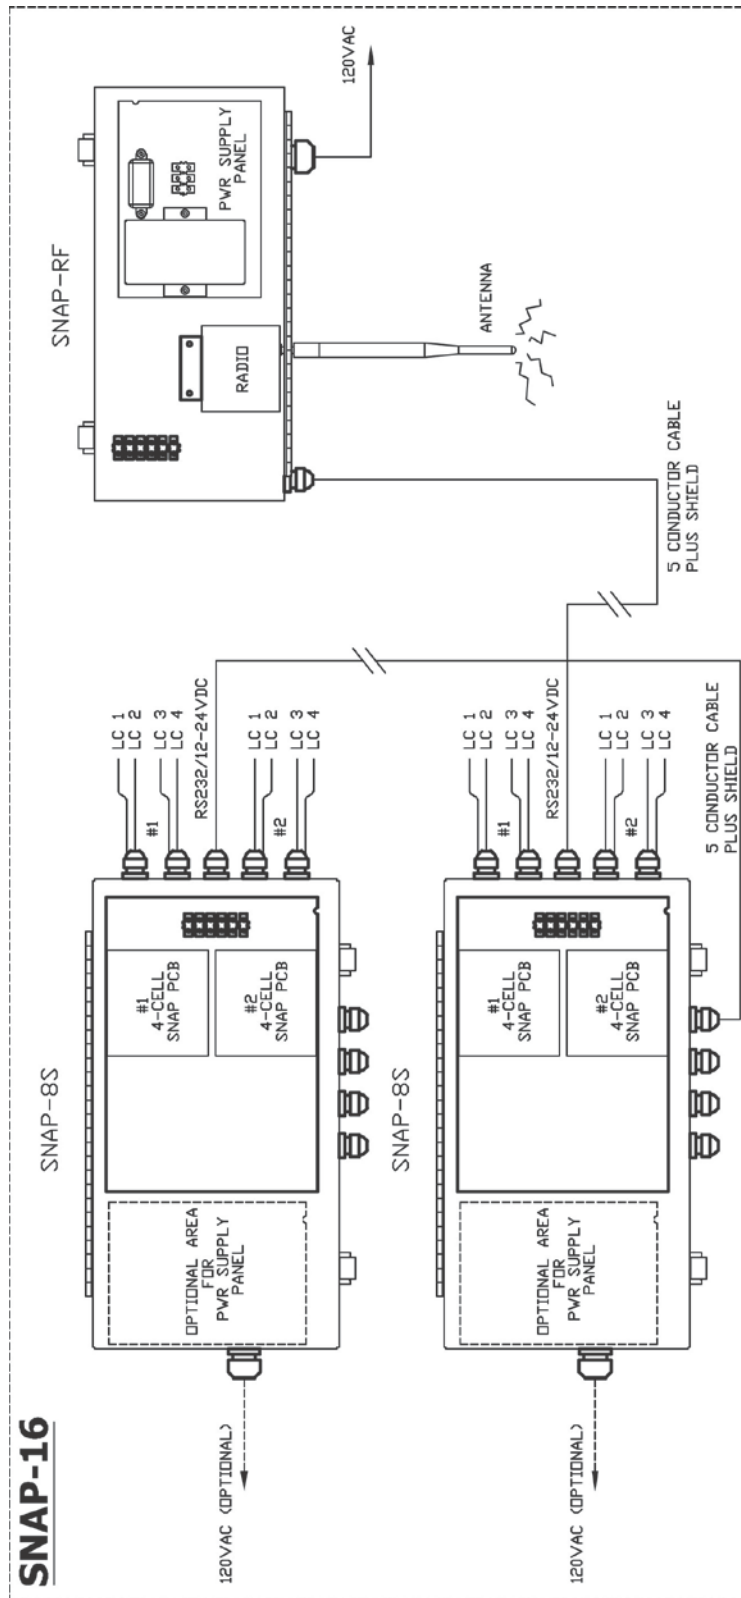 SNAP-16
SNAP-8S
OPTIONAL AREA
FOR
PWR SUPPLY
PANEL
120VAC (OPTIONAL)
#1
4-CELL
SNAP PCB
#2
4-CELL
SNAP PCB
LC 1
LC 2
#1
LC 3
LC 4
RS232/12-24VDC
LC 1
LC 2
#2
LC 3
LC 4
SNAP-8S
OPTIONAL AREA
FOR
PWR SUPPLY
PANEL
120VAC (OPTIONAL)
#1
4-CELL
SNAP PCB
#2
4-CELL
SNAP PCB
LC 1
LC 2
#1
LC 3
LC 4
RS232/12-24VDC
LC 1
LC 2
#2
LC 3
LC 4
5 CONDUCTOR CABLE
PLUS SHIELD
SNAP-RF
RADIO
PWR SUPPLY
PANEL
ANTENNA
120VAC
5 CONDUCTOR CABLE
PLUS SHIELD